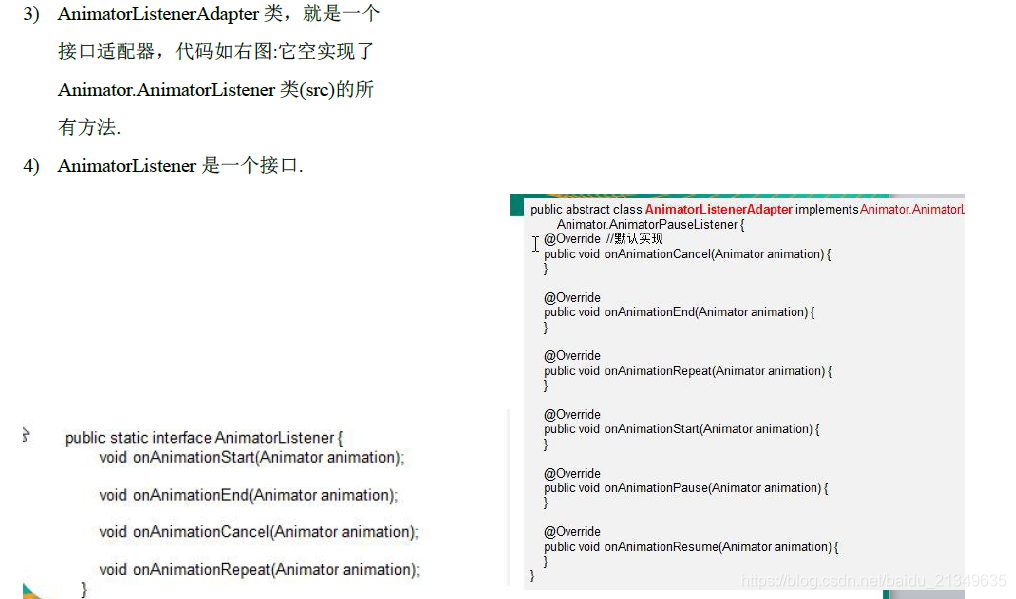 3) AnimatorListenerAdapter 类，就是一个
接口适配器，代码如右图:它空实现了
Animator.AnimatorListener 类(src)的所
有方法.
4) AnimatorListener 是一个接口.
public static interface AnimatorListener {
void onAnimationStart(Animator animation);
void onAnimationEnd(Animator animation);
void onAnimationCancel(Animator animation);
void onAnimationRepeat(Animator animation);
}
public abstract class AnimatorListenerAdapter implements Animator.AnimatorL
Animator.AnimatorPauseListener {
@Override //默认实现
public void onAnimationCancel(Animator animation) {
}
@Override
public void onAnimationEnd(Animator animation) {
}
@Override
public void onAnimationRepeat(Animator animation) {
}
@Override
public void onAnimationStart(Animator animation) {
}
@Override
public void onAnimationPause(Animator animation) {
}
@Override
public void onAnimationResume(Animator animation) {
}
}
https://blog.csdn.net/baidu_21349635